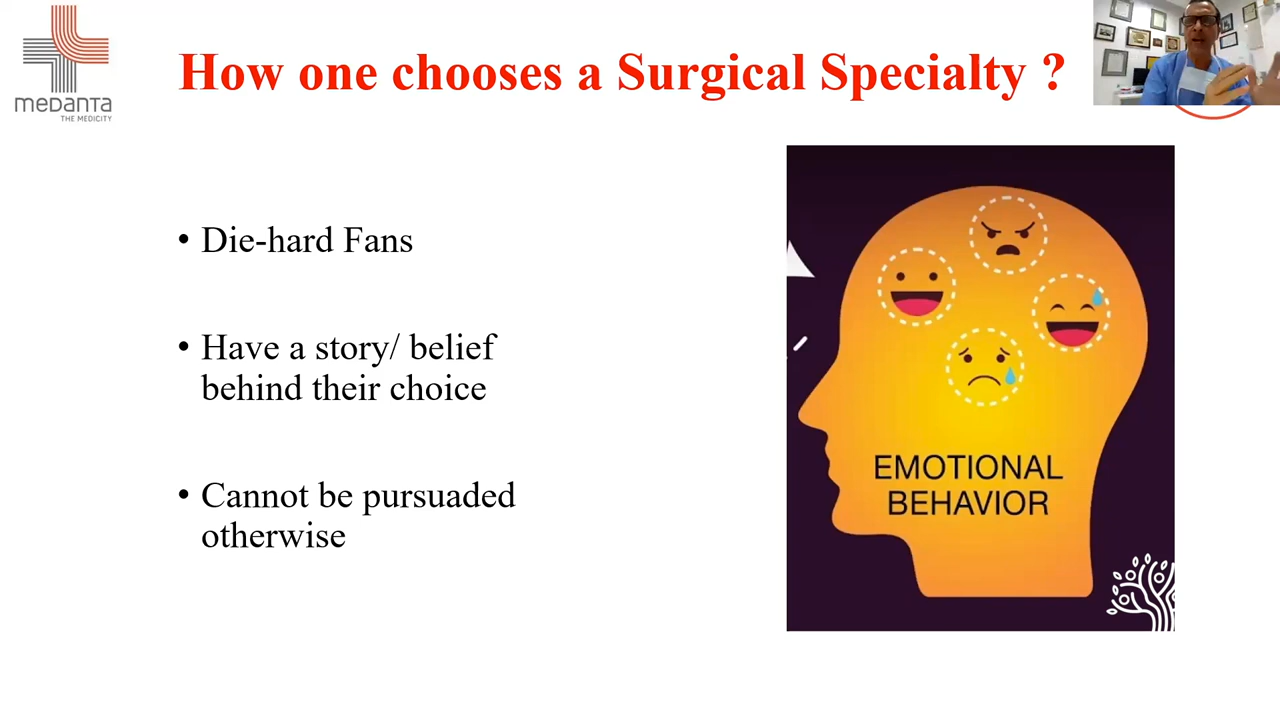 medanta
THE MEDICITY
How one chooses a Surgical Specialty ?
• Die-hard Fans
• Have a story/ belief
behind their choice
• Cannot be pursuaded
otherwise
EMOTIONAL
BEHAVIOR